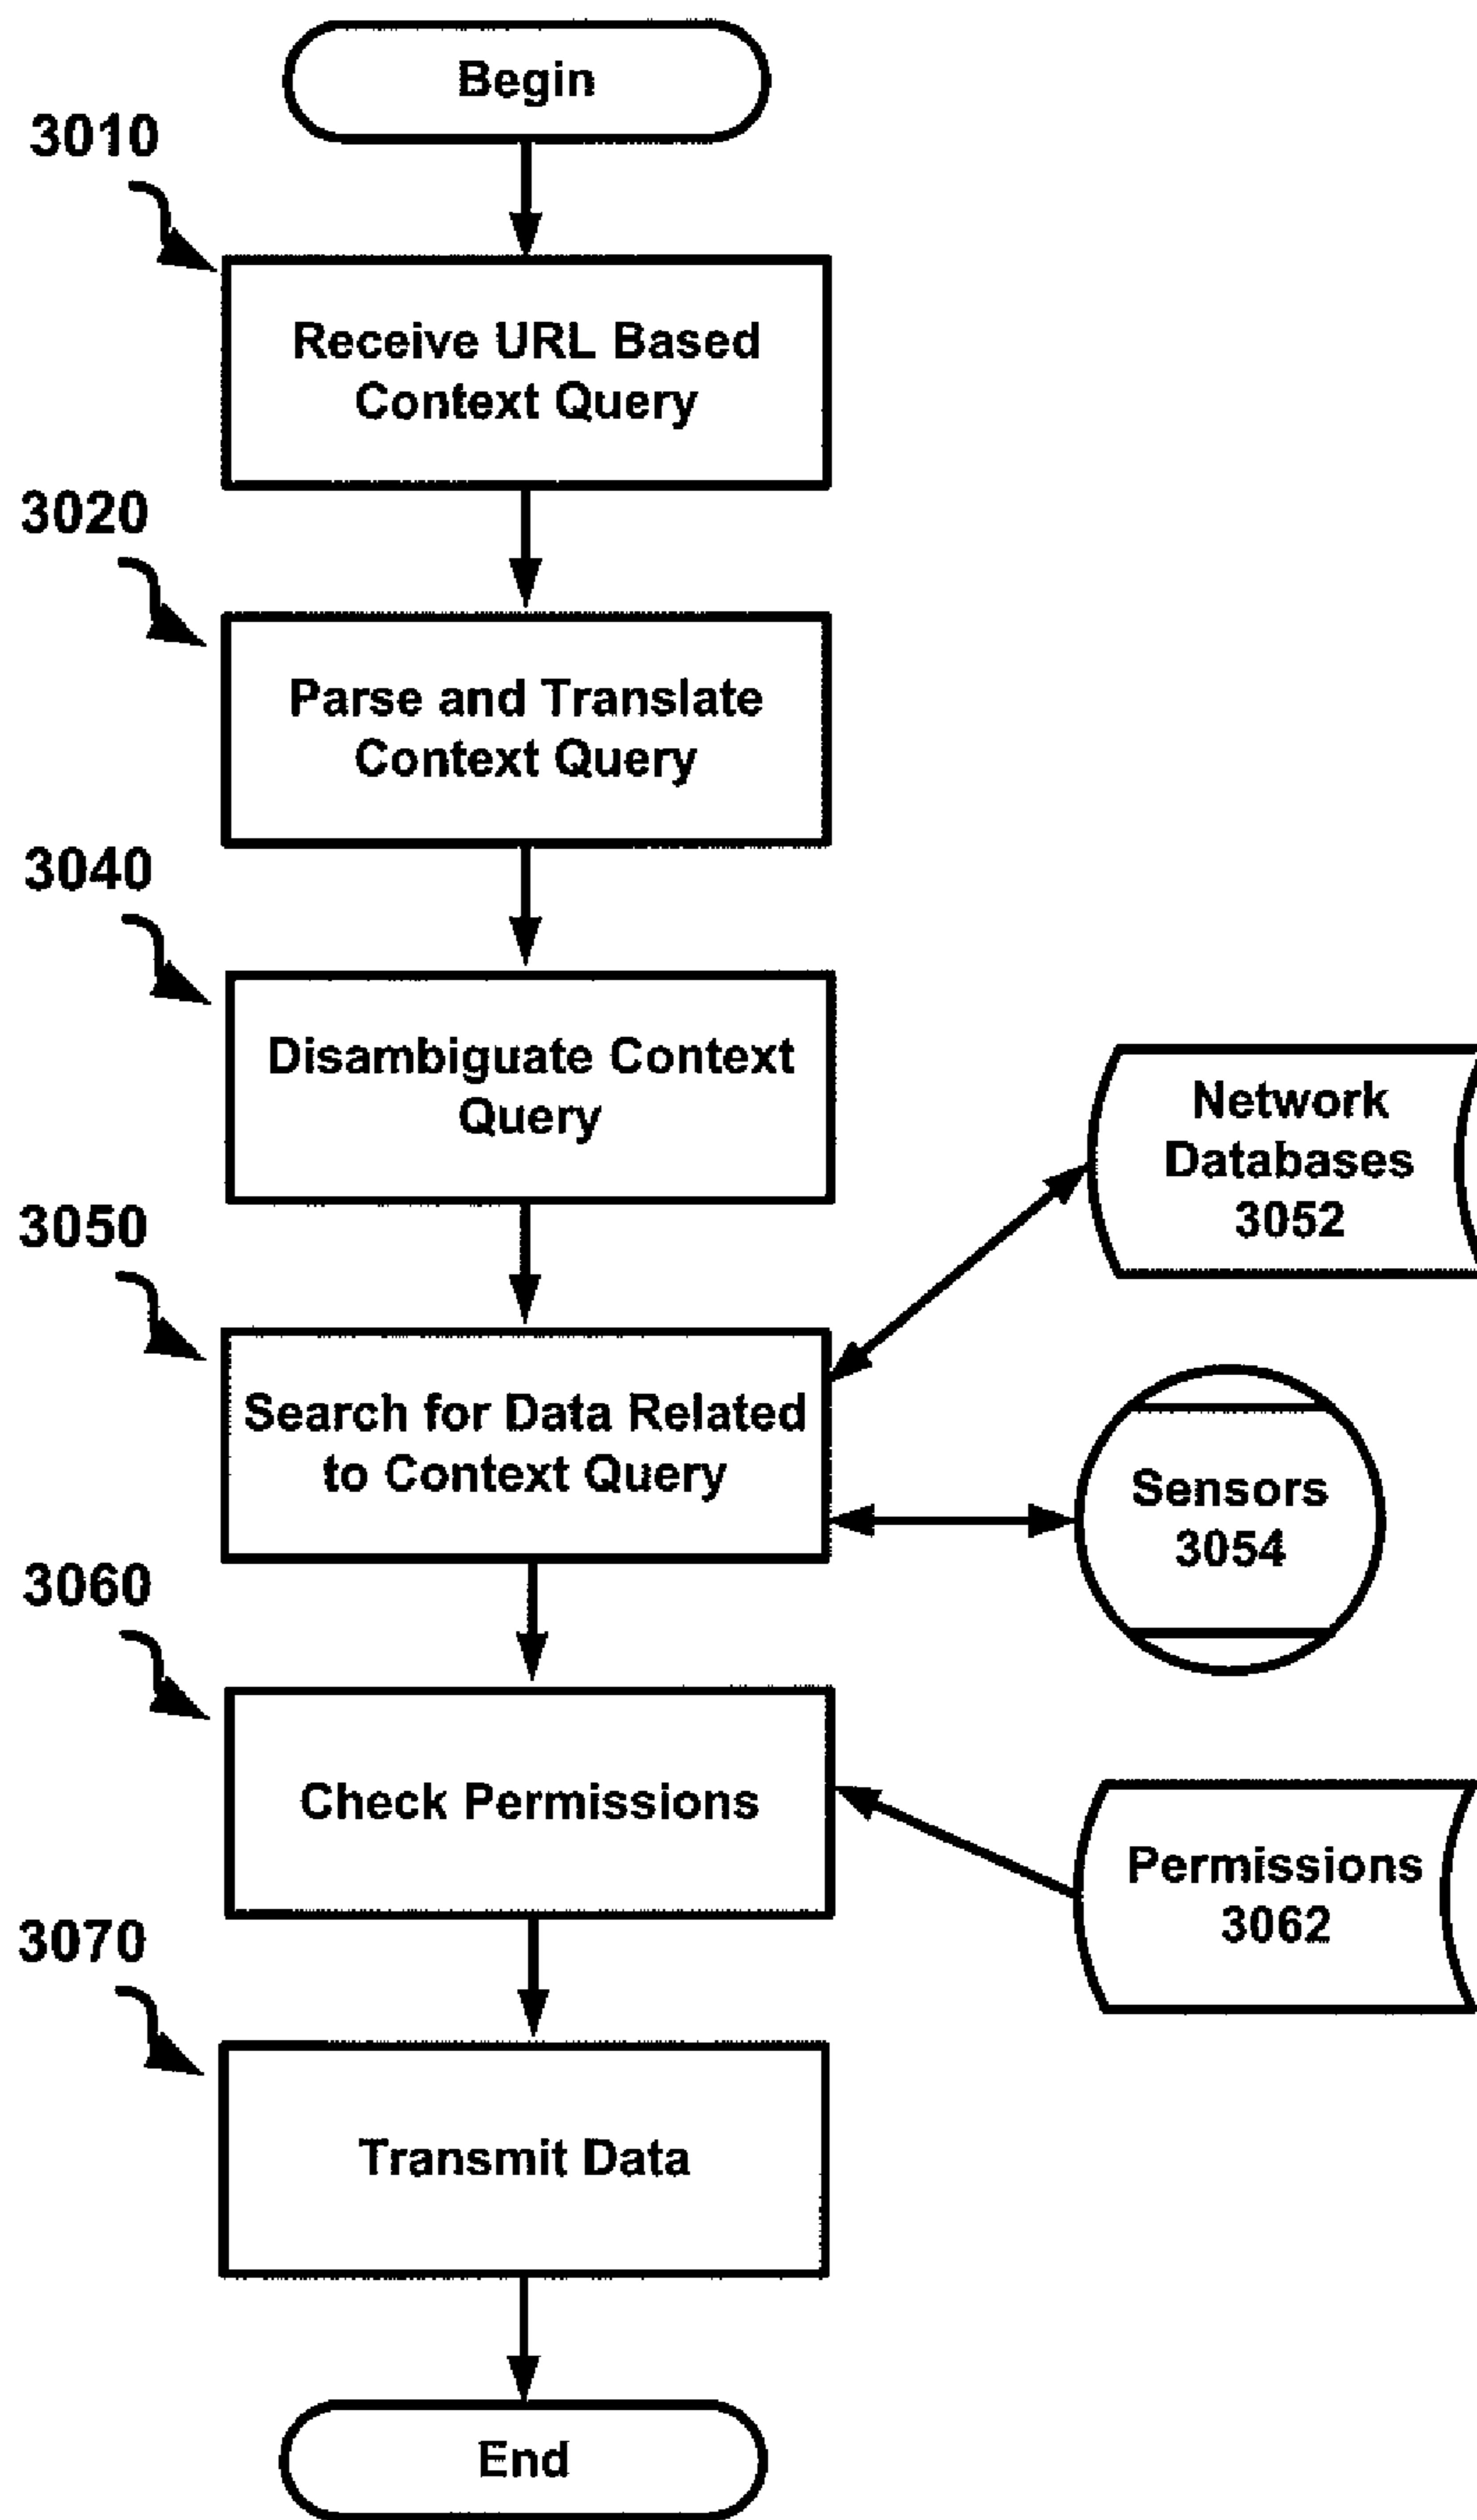 Begin
3010
Receive URL Based
Context Query
3020
Parse and Translate
Context Query
3040
Disambiguate Context
Query
Network
Databases
3052
3050
Search for Data Related
to Context Query
Sensors
3054
3060
Check Permissions
Permissions
3062
3070
Transmit Data
End